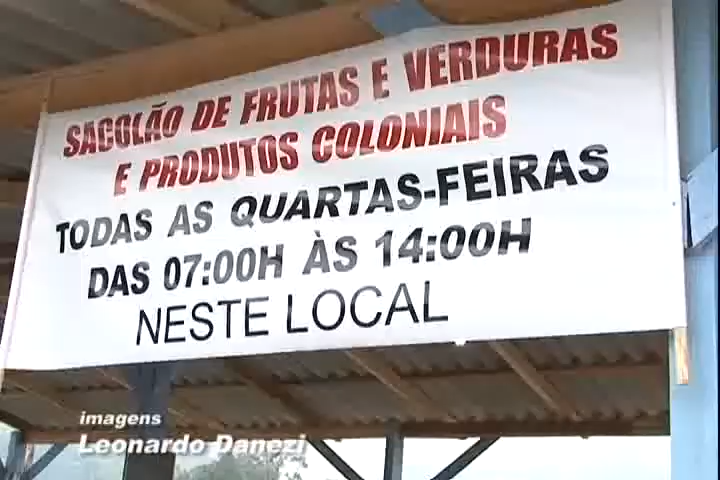 SACOLÃO DE FRUTAS E VERDURAS
E PRODUTOS COLONIAIS
TODAS AS QUARTAS-FEIRAS
DAS 07:00H ÀS 14:00H
NESTE LOCAL
imagens
Leonardo Danezi